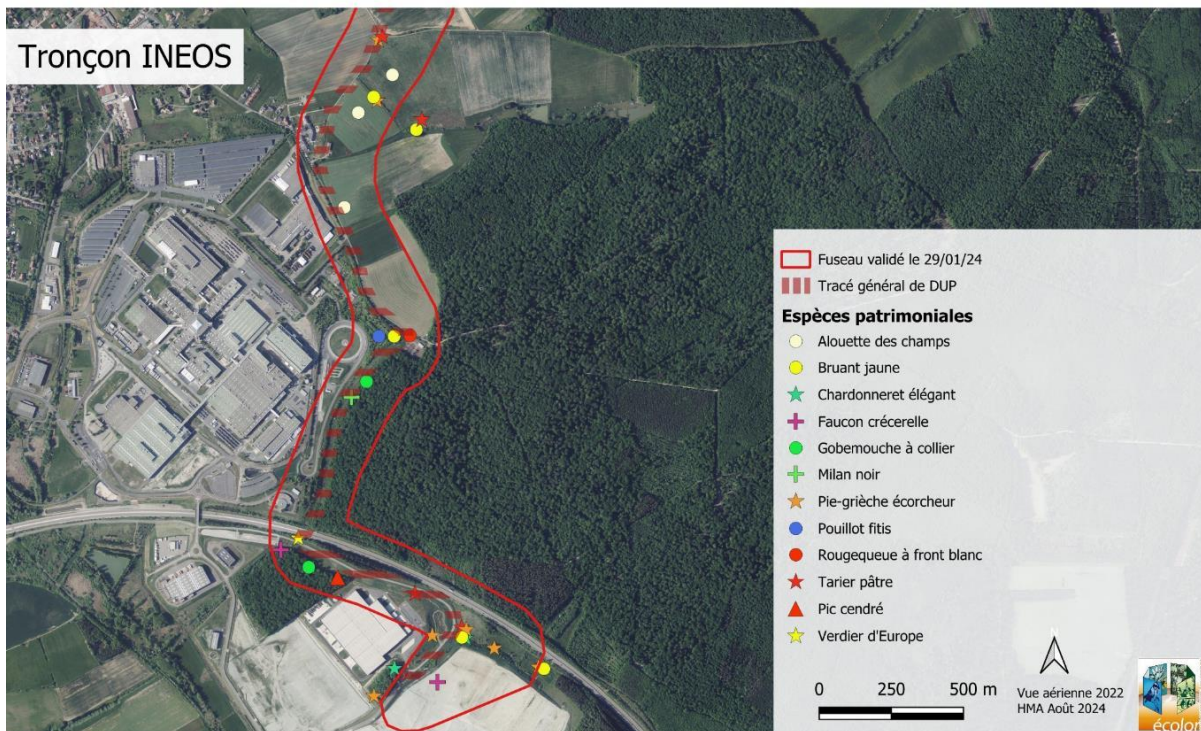 Tronçon INEOS
Fuseau validé le 29/01/24
Tracé général de DUP
Espèces patrimoniales
Alouette des champs
Bruant jaune
Chardonneret élégant
Faucon crécerelle
Gobemouche à collier
Milan noir
Pie-grièche écorcheur
Pouillot fitis
Rougequeue à front blanc
Tarier pâtre
Pic cendré
Verdier d'Europe
N
0 250 500 m
Vue aérienne 2022
HMA Août 2024
écolor